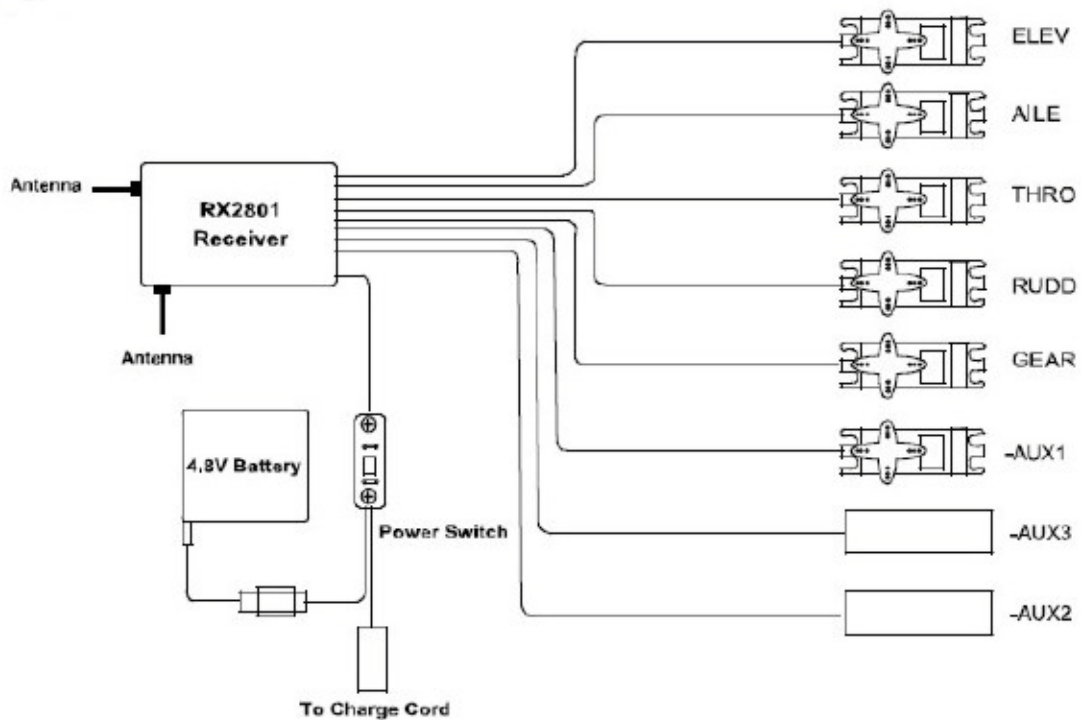 ELEV
AILE
Antenna
RX2801
Receiver
THRO
RUDD
Antenna
GEAR
4,8V Battery
-AUX1
Power Switch
-AUX3
-AUX2
To Charge Cord